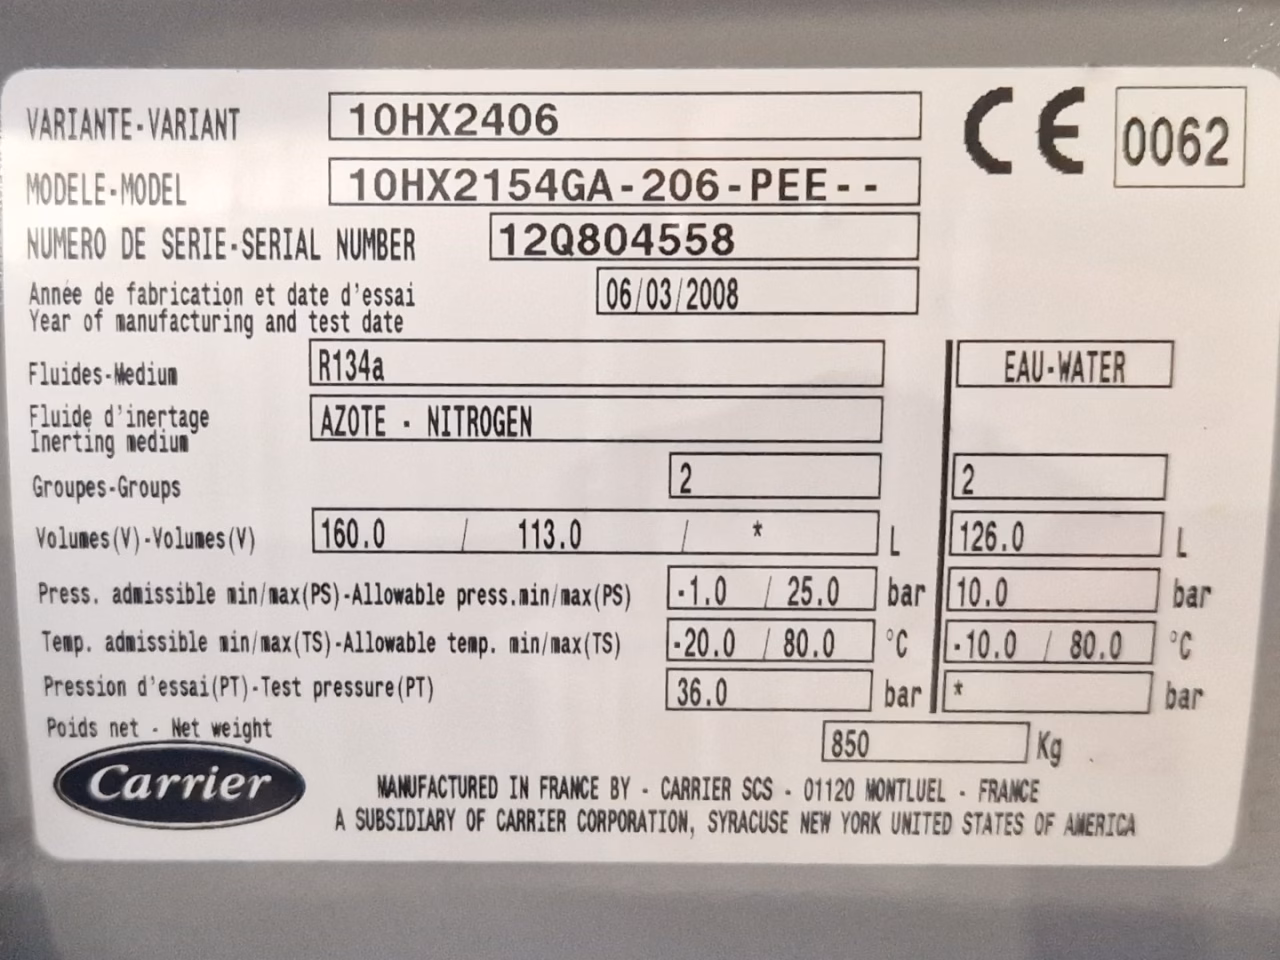 VARIANTE-VARIANT 10HX2406
CE 0062
MODELE-MODEL 10HX2154GA-206-PEE--
NUMERO DE SERIE-SERIAL NUMBER 12Q804558
Année de fabrication et date d'essai
Year of manufacturing and test date 06/03/2008
Fluides-Medium R134a EAU-WATER
Fluide d'inertage
Inerting medium AZOTE - NITROGEN
Groupes-Groups 2 2
Volumes(V)-Volumes(V) 160.0 / 113.0 / * L 126.0 L
Press. admissible min/max(PS)-Allowable press.min/max(PS) -1.0 / 25.0 bar 10.0 bar
Temp. admissible min/max(TS)-Allowable temp. min/max(TS) -20.0 / 80.0 °C -10.0 / 80.0 °C
Pression d'essai(PT)-Test pressure(PT) 36.0 bar * bar
Poids net - Net weight 850 Kg
Carrier
MANUFACTURED IN FRANCE BY - CARRIER SCS - 01120 MONTLUEL - FRANCE
A SUBSIDIARY OF CARRIER CORPORATION, SYRACUSE NEW YORK UNITED STATES OF AMERICA